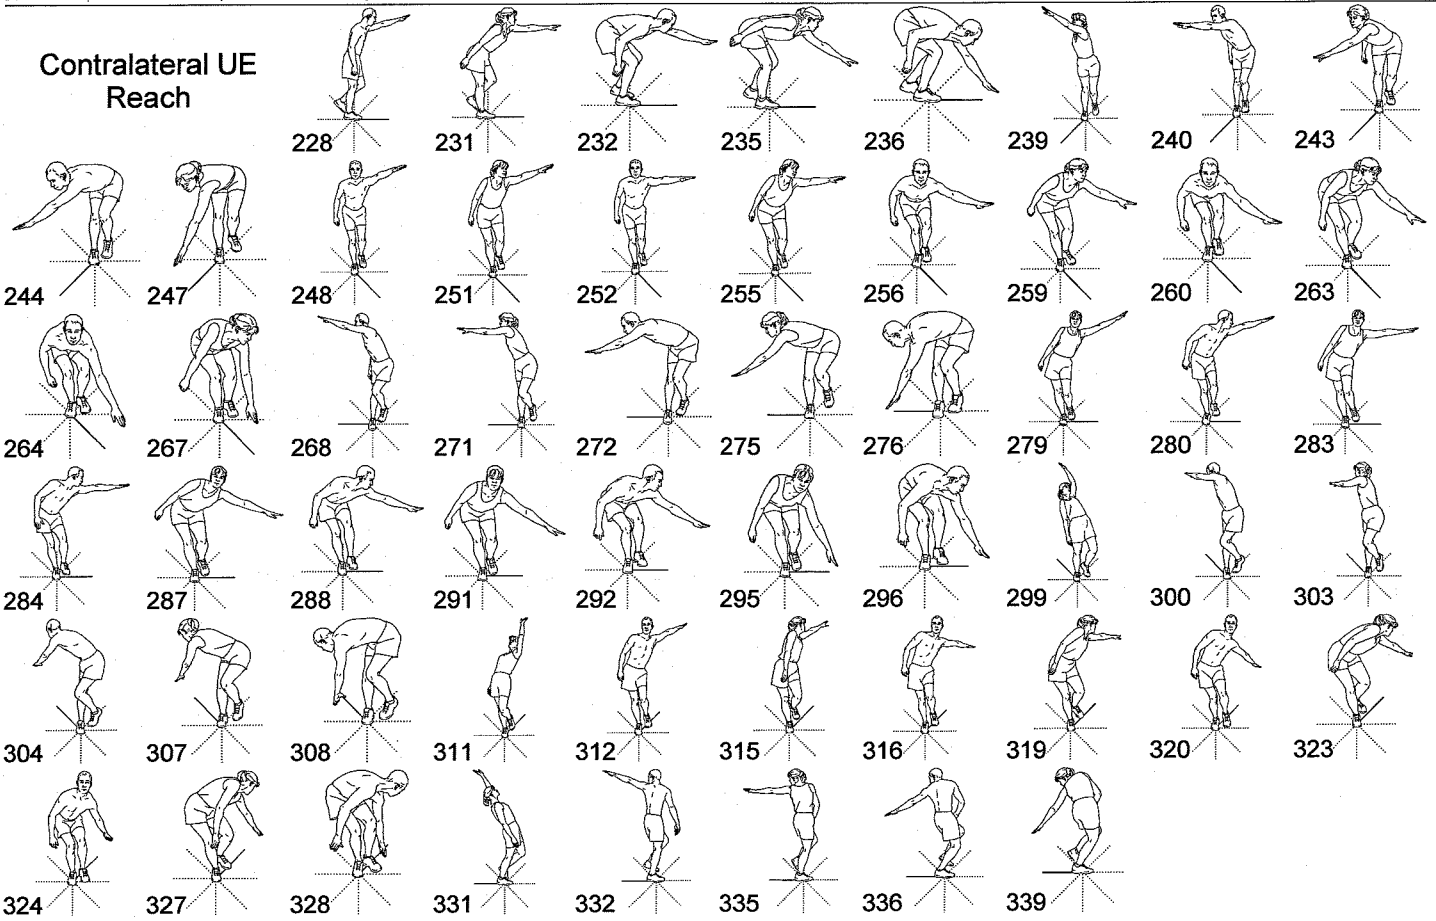 Contralateral UE
Reach
228 231 232 235 236 239 240 243
244 247 248 251 252 255 256 259 260 263
264 267 268 271 272 275 276 279 280 283
284 287 288 291 292 295 296 299 300 303
304 307 308 311 312 315 316 319 320 323
324 327 328 331 332 335 336 339